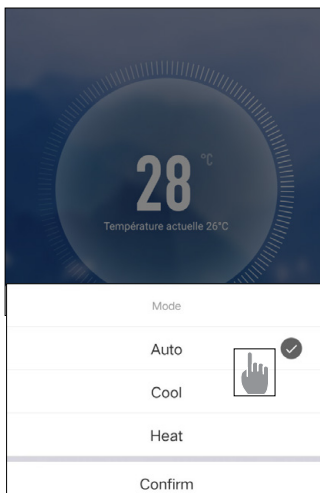 28 °C
Température actuelle 26°C
Mode
Auto
Cool
Heat
Confirm